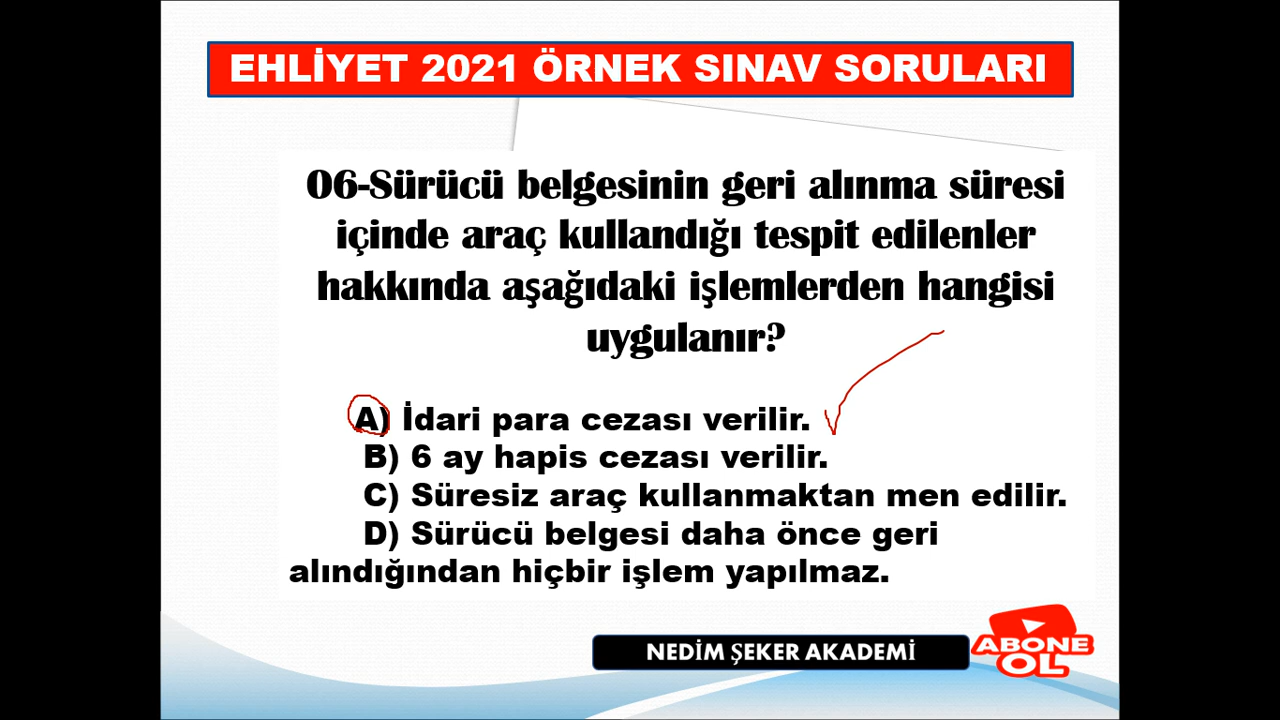 EHLİYET 2021 ÖRNEK SINAV SORULARI
06-Sürücü belgesinin geri alınma süresi
içinde araç kullandığı tespit edilenler
hakkında aşağıdaki işlemlerden hangisi
uygulanır?
A) İdari para cezası verilir.
B) 6 ay hapis cezası verilir.
C) Süresiz araç kullanmaktan men edilir.
D) Sürücü belgesi daha önce geri
alındığından hiçbir işlem yapılmaz.
NEDİM ŞEKER AKADEMİ
ABONE
OL